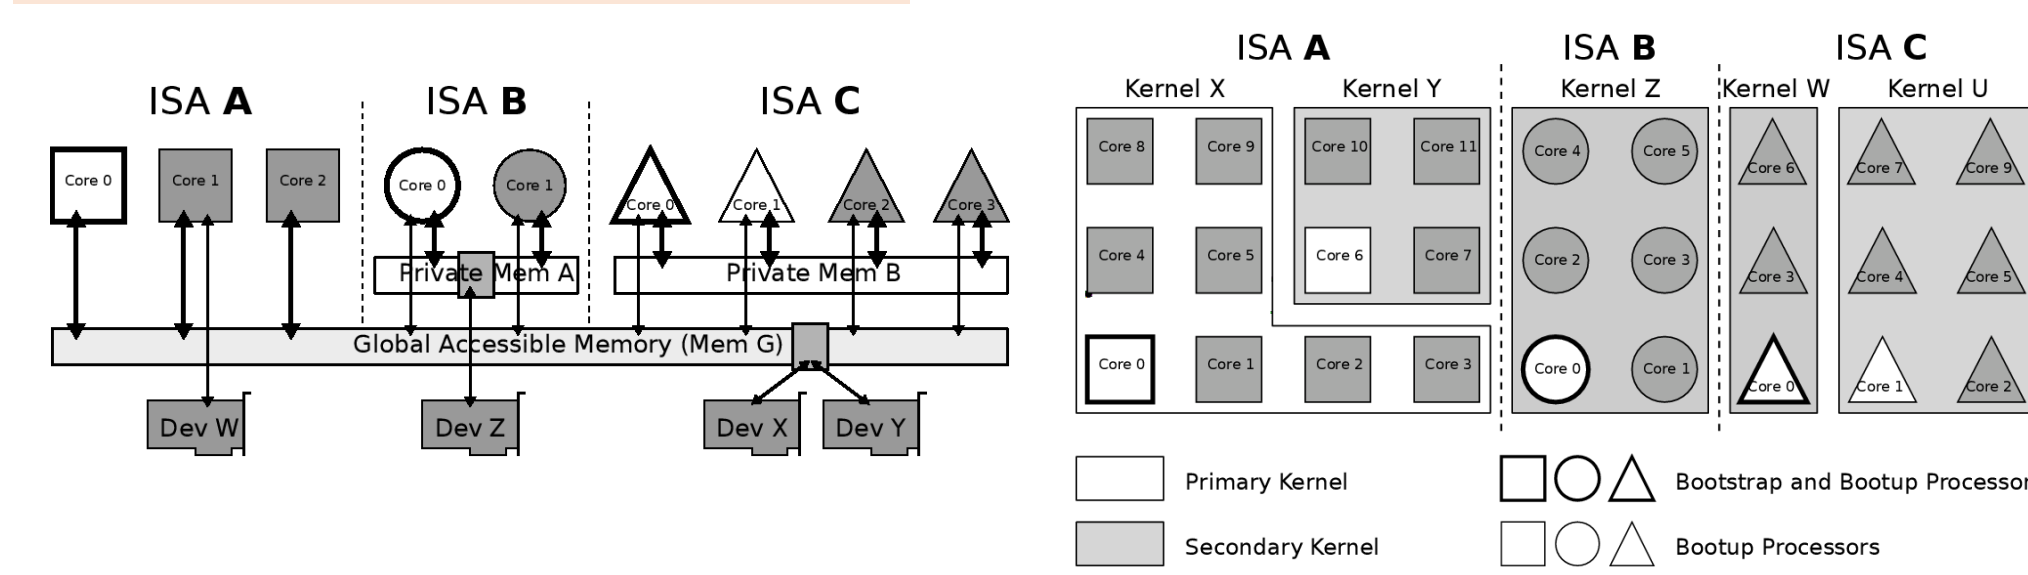 ISA A
ISA B
ISA C
Core 0
Core 1
Core 2
Core 0
Core 1
Core 0
Core 1
Core 2
Core 3
Private Mem A
Private Mem B
Global Accessible Memory (Mem G)
Dev W
Dev Z
Dev X
Dev Y
ISA A
ISA B
ISA C
Kernel X
Kernel Y
Kernel Z
Kernel W
Kernel U
Core 8
Core 9
Core 10
Core 11
Core 4
Core 5
Core 6
Core 7
Core 9
Core 4
Core 5
Core 6
Core 7
Core 2
Core 3
Core 3
Core 4
Core 5
Core 0
Core 1
Core 2
Core 3
Core 0
Core 1
Core 0
Core 1
Core 2
Primary Kernel
Bootstrap and Bootup Processor
Secondary Kernel
Bootup Processors